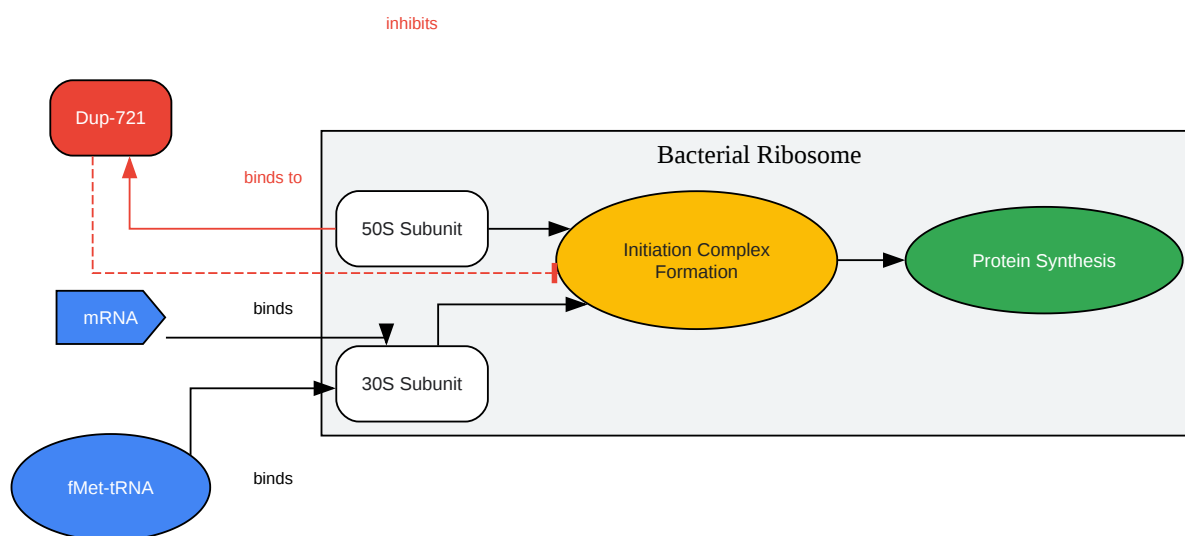 inhibits
Dup-721
Bacterial Ribosome
binds to
50S Subunit
Initiation Complex
Formation
Protein Synthesis
mRNA
binds
30S Subunit
fMet-tRNA
binds